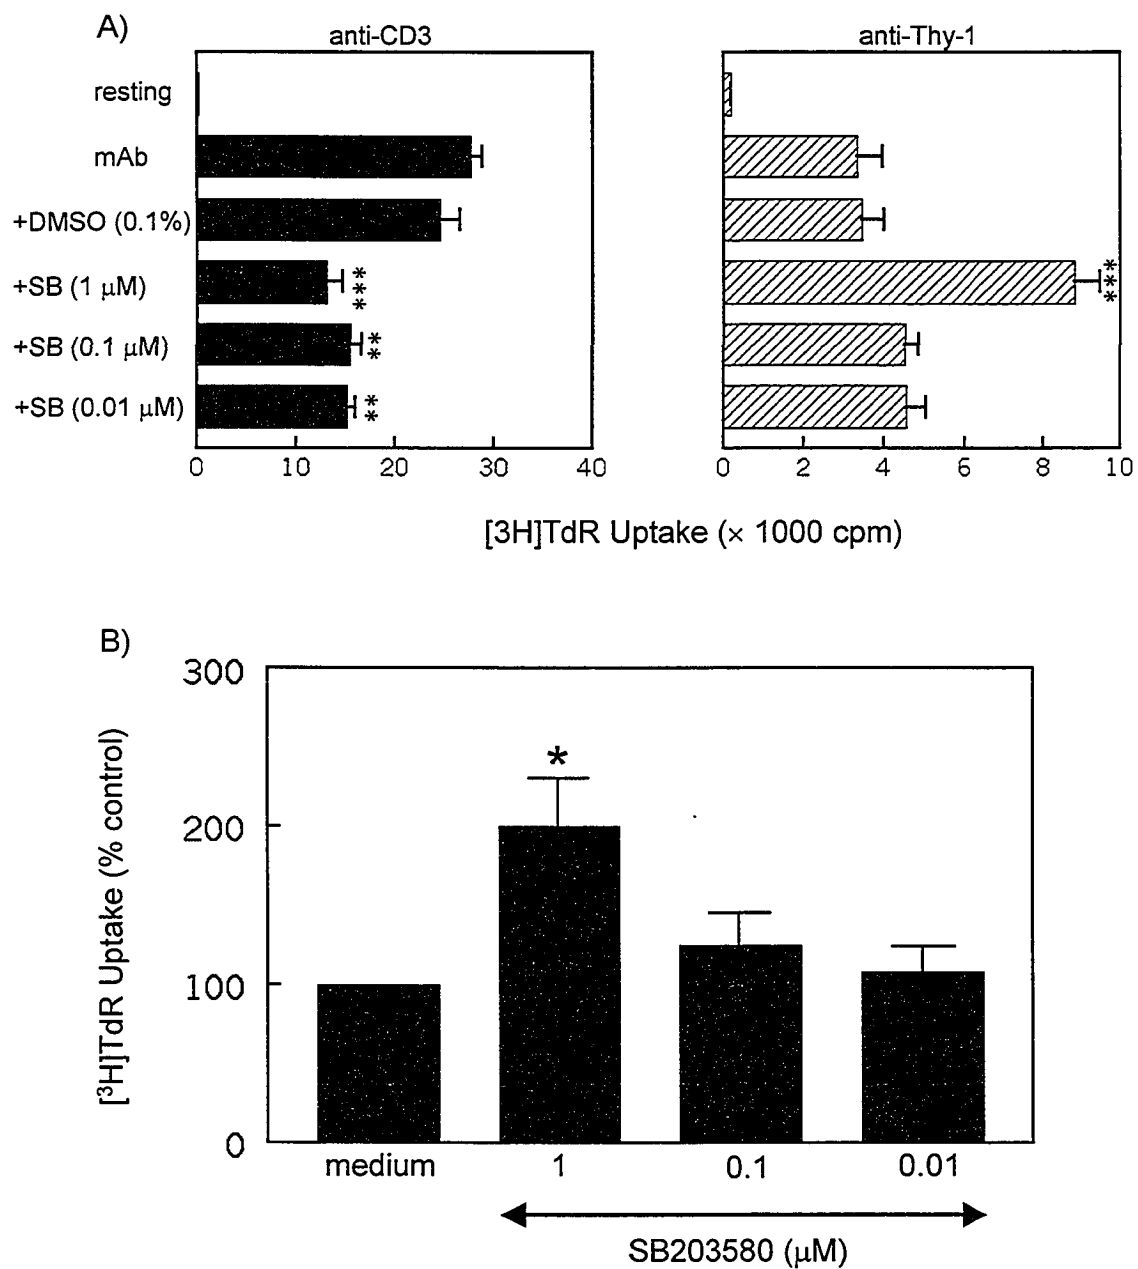 A)
anti-CD3
anti-Thy-1
resting
mAb
+DMSO (0.1%)
+SB (1 μM)
***
***
+SB (0.1 μM)
**
+SB (0.01 μM)
**
0 10 20 30 40
0 2 4 6 8 10
[3H]TdR Uptake (× 1000 cpm)
B)
[³H]TdR Uptake (% control)
300
200
100
0
*
medium 1 0.1 0.01
SB203580 (μM)